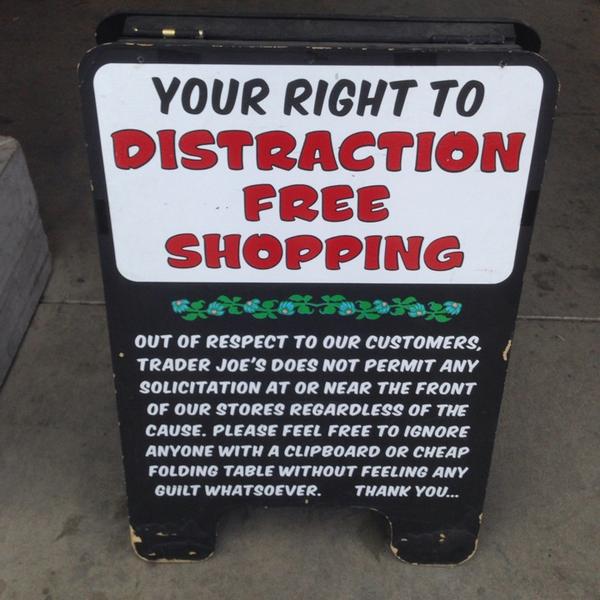 YOUR RIGHT TO
DISTRACTION
FREE
SHOPPING
OUT OF RESPECT TO OUR CUSTOMERS,
TRADER JOE'S DOES NOT PERMIT ANY
SOLICITATION AT OR NEAR THE FRONT
OF OUR STORES REGARDLESS OF THE
CAUSE. PLEASE FEEL FREE TO IGNORE
ANYONE WITH A CLIPBOARD OR CHEAP
FOLDING TABLE WITHOUT FEELING ANY
GUILT WHATSOEVER. THANK YOU...